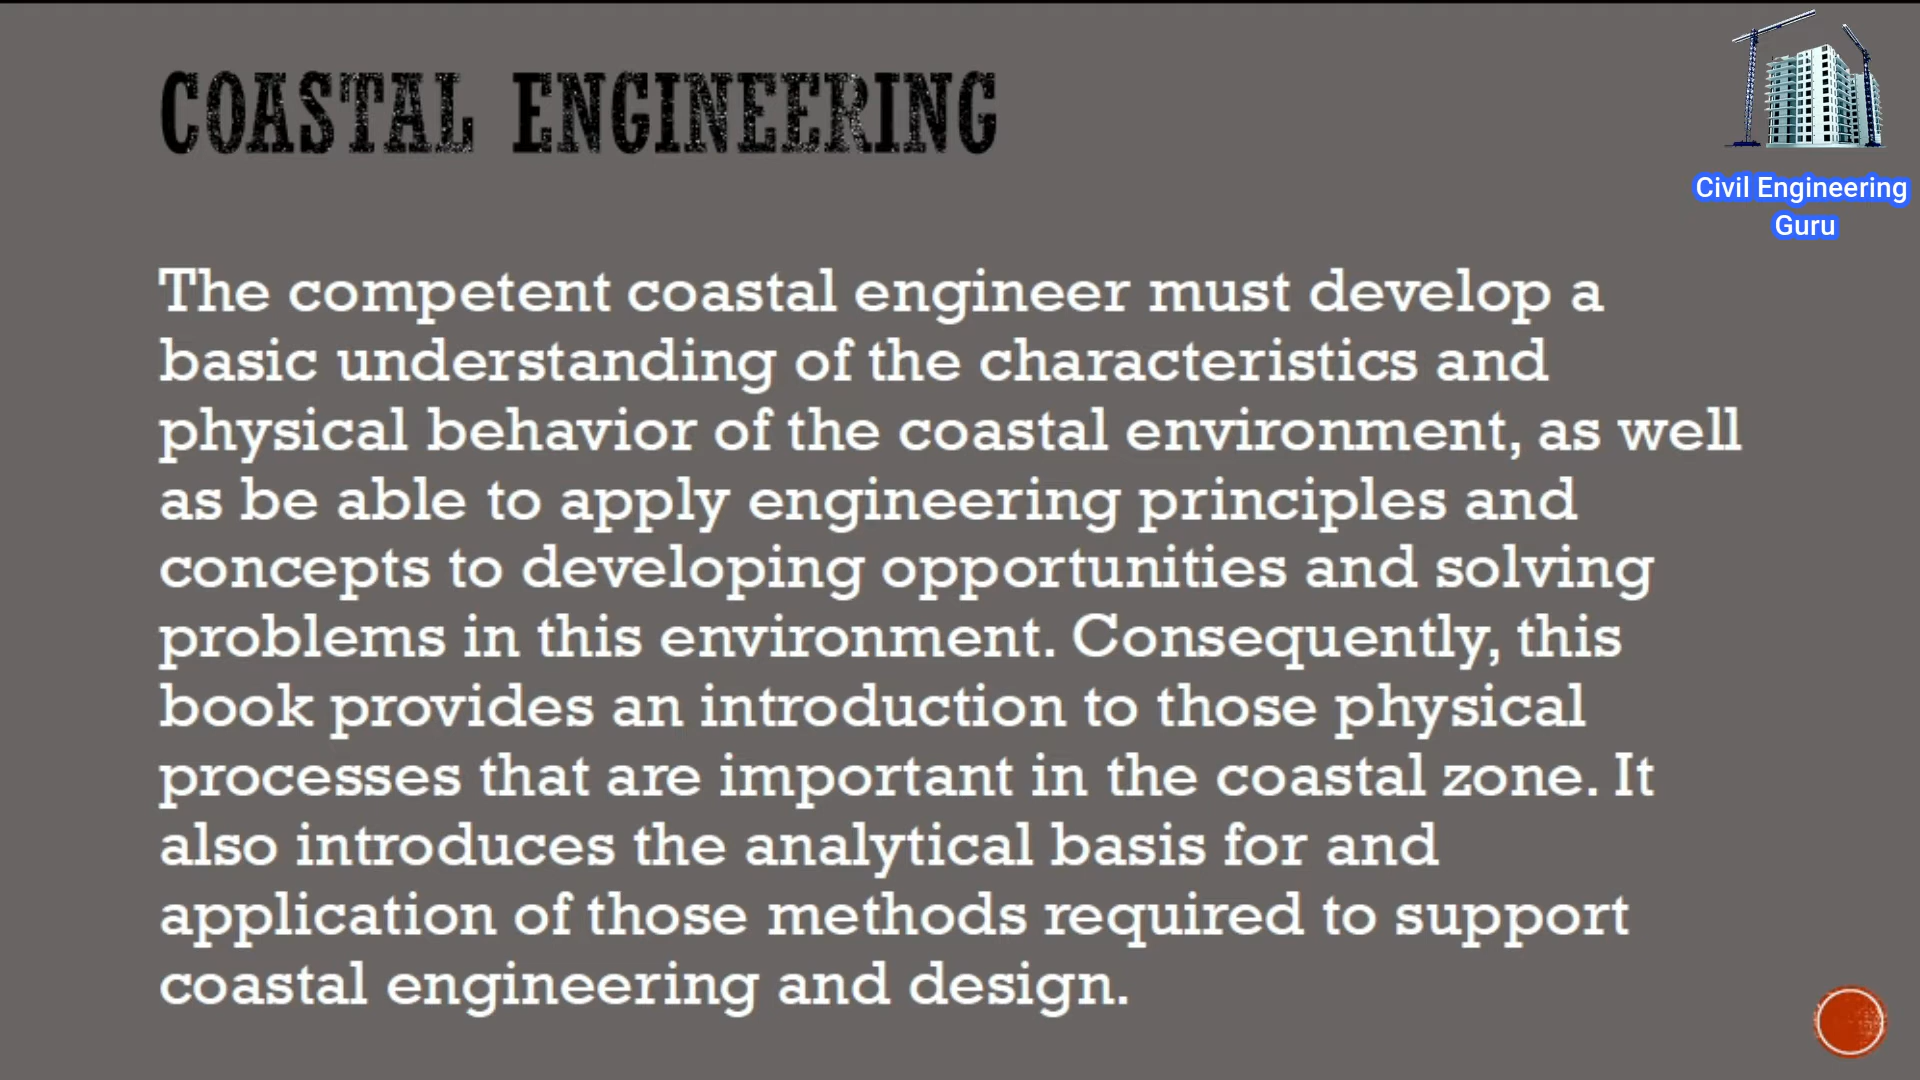 COASTAL ENGINEERING
Civil Engineering
Guru
The competent coastal engineer must develop a
basic understanding of the characteristics and
physical behavior of the coastal environment, as well
as be able to apply engineering principles and
concepts to developing opportunities and solving
problems in this environment. Consequently, this
book provides an introduction to those physical
processes that are important in the coastal zone. It
also introduces the analytical basis for and
application of those methods required to support
coastal engineering and design.